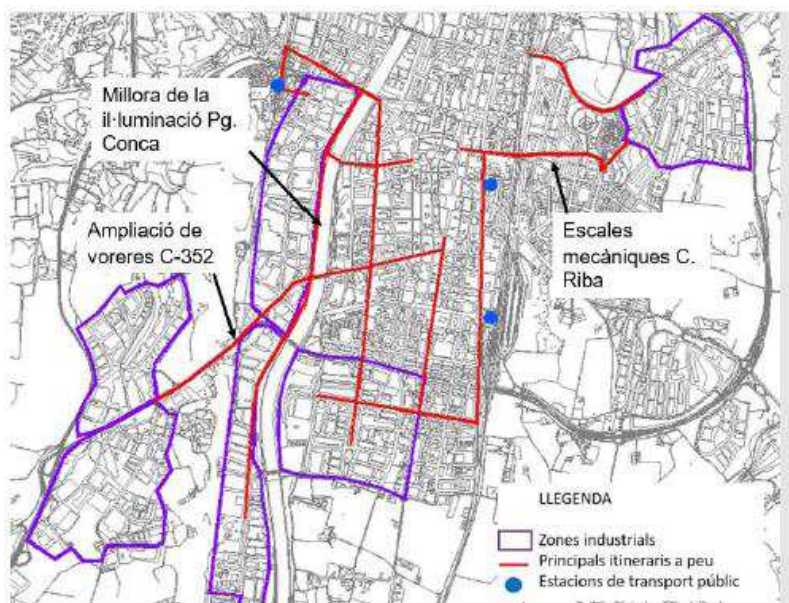 Millora de la
il·luminació Pg.
Conca
Ampliació de
voreres C-352
Escales
mecàniques C.
Riba
LLEGENDA
Zones industrials
Principals itineraris a peu
Estacions de transport públic